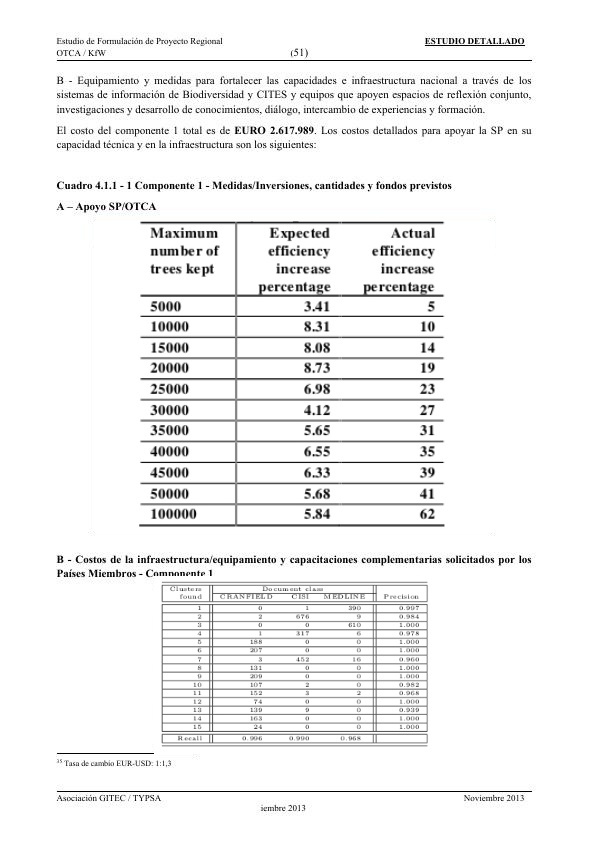 Estudio de Formulación de Proyecto Regional ESTUDIO DETALLADO
OTCA / KfW (51)
B - Equipamiento y medidas para fortalecer las capacidades e infraestructura nacional a través de los
sistemas de información de Biodiversidad y CITES y equipos que apoyen espacios de reflexión conjunto,
investigaciones y desarrollo de conocimientos, diálogo, intercambio de experiencias y formación.
El costo del componente 1 total es de EURO 2.617.989. Los costos detallados para apoyar la SP en su
capacidad técnica y en la infraestructura son los siguientes:
Cuadro 4.1.1 - 1 Componente 1 - Medidas/Inversiones, cantidades y fondos previstos
A – Apoyo SP/OTCA
Maximum Expected Actual
number of efficiency efficiency
trees kept increase increase
percentage percentage
5000 3.41 5
10000 8.31 10
15000 8.08 14
20000 8.73 19
25000 6.98 23
30000 4.12 27
35000 5.65 31
40000 6.55 35
45000 6.33 39
50000 5.68 41
100000 5.84 62
B - Costos de la infraestructura/equipamiento y capacitaciones complementarias solicitados por los
Países Miembros - Componente 1
Clusters Document class
found CRANFIELD CISI MEDLINE Precision
1 0 1 390 0.997
2 2 676 9 0.984
3 0 0 610 1.000
4 1 317 6 0.978
5 188 0 0 1.000
6 207 0 0 1.000
7 3 452 16 0.960
8 131 0 0 1.000
9 209 0 0 1.000
10 107 2 0 0.982
11 152 3 2 0.968
12 74 0 0 1.000
13 139 9 0 0.939
14 163 0 0 1.000
15 24 0 0 1.000
Recall 0.996 0.990 0.968
35 Tasa de cambio EUR-USD: 1:1,3
Asociación GITEC / TYPSA Noviembre 2013
iembre 2013